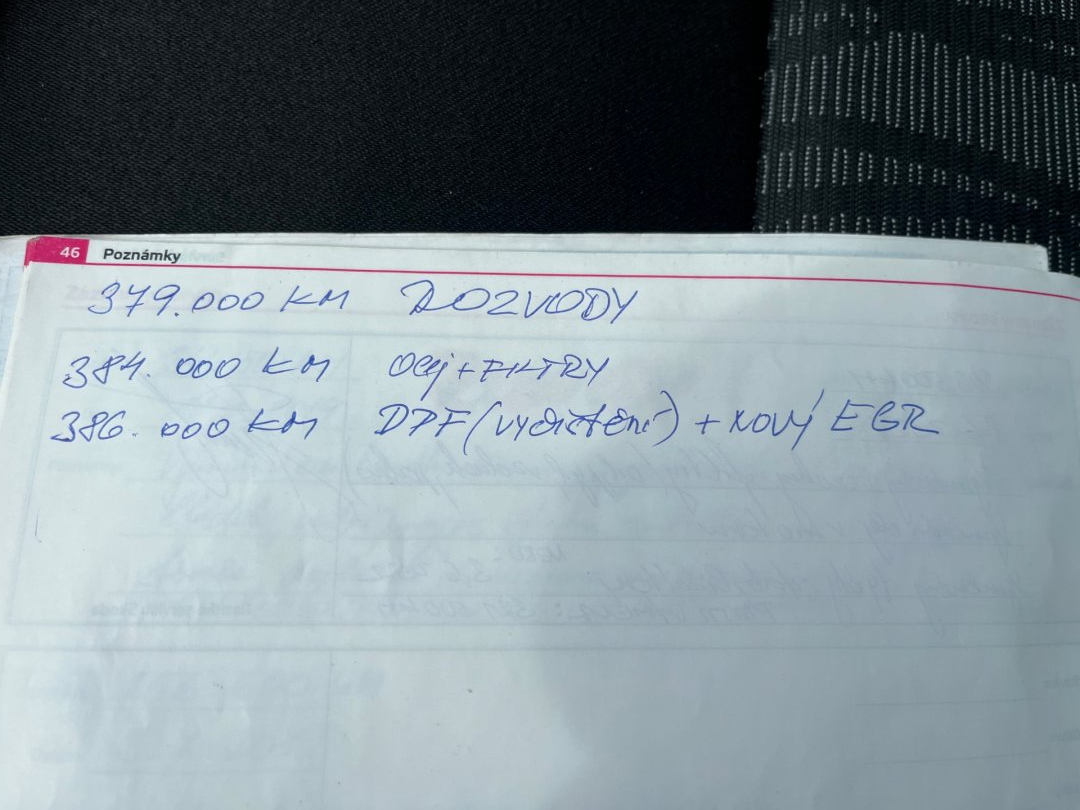 46 Poznámky
379.000 KM ROZVODY
384.000 KM OLEJ + FILTRY
386.000 KM DPF (vyčištění) + NOVÝ EGR